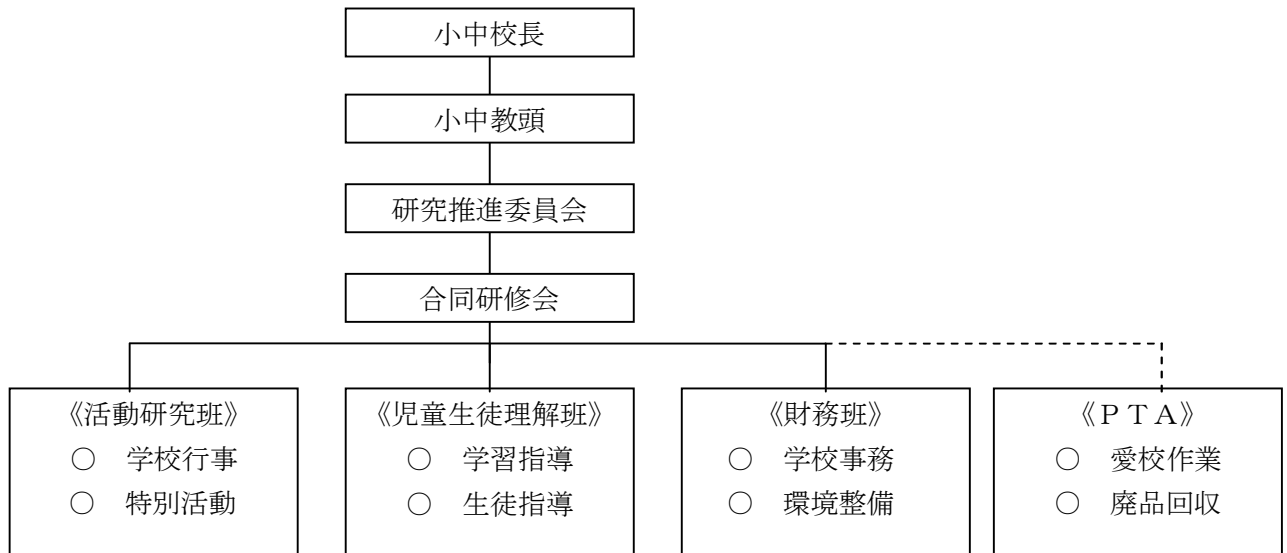 小中校長
小中教頭
研究推進委員会
合同研修会
《活動研究班》
○ 学校行事
○ 特別活動
《児童生徒理解班》
○ 学習指導
○ 生徒指導
《財務班》
○ 学校事務
○ 環境整備
《ＰＴＡ》
○ 愛校作業
○ 廃品回収